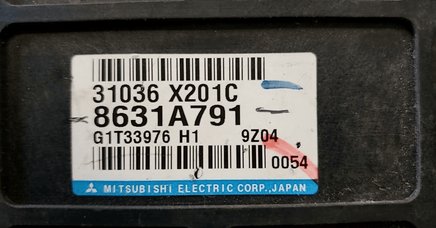 31036 X201C
8631A791
G1T33976 H1 9Z04
0054
MITSUBISHI ELECTRIC CORP.,JAPAN